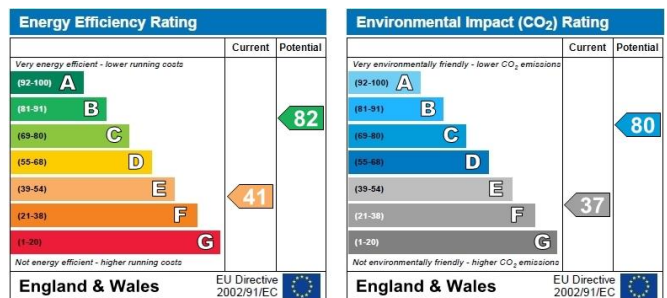 Energy Efficiency Rating
Current Potential
Very energy efficient - lower running costs
(92-100) A
(81-91) B
82
(69-80) C
(55-68) D
(39-54) E
41
(21-38) F
(1-20) G
Not energy efficient - higher running costs
England & Wales
EU Directive
2002/91/EC
Environmental Impact (CO₂) Rating
Current Potential
Very environmentally friendly - lower CO₂ emissions
(92-100) A
(81-91) B
(69-80) C
80
(55-68) D
(39-54) E
(21-38) F
37
(1-20) G
Not environmentally friendly - higher CO₂ emissions
England & Wales
EU Directive
2002/91/EC